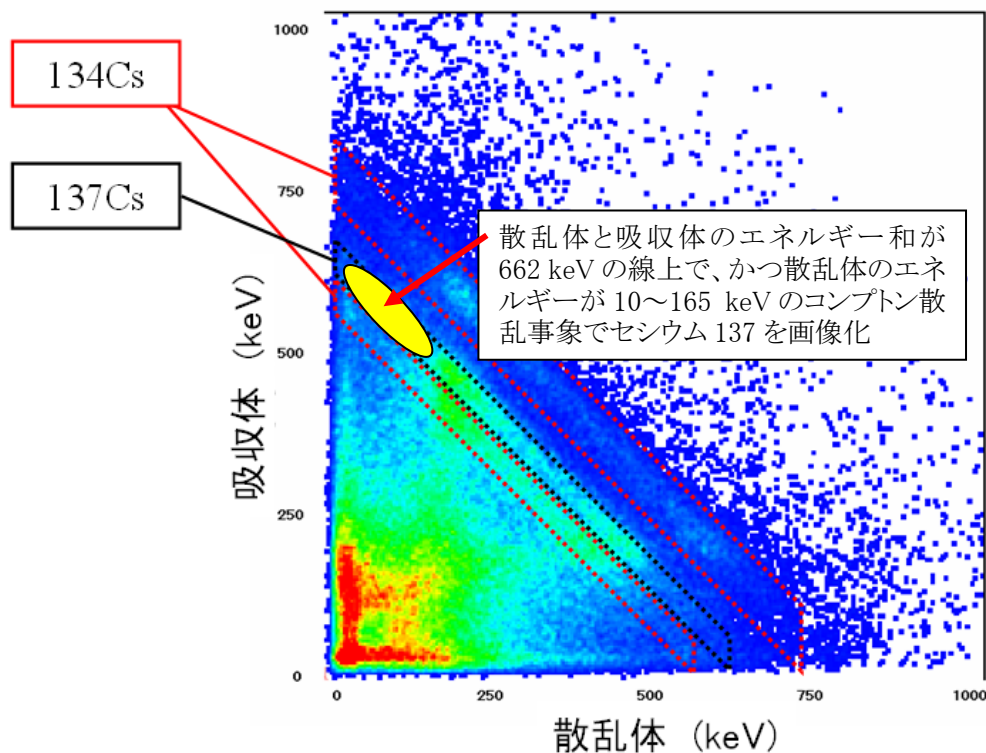 134Cs
137Cs
散乱体と吸収体のエネルギー和が
662 keV の線上で、かつ散乱体のエネ
ルギーが 10～165 keV のコンプトン散
乱事象でセシウム 137 を画像化
吸収体 (keV)
1000
750
500
250
0
0
250
500
750
1000
散乱体 (keV)